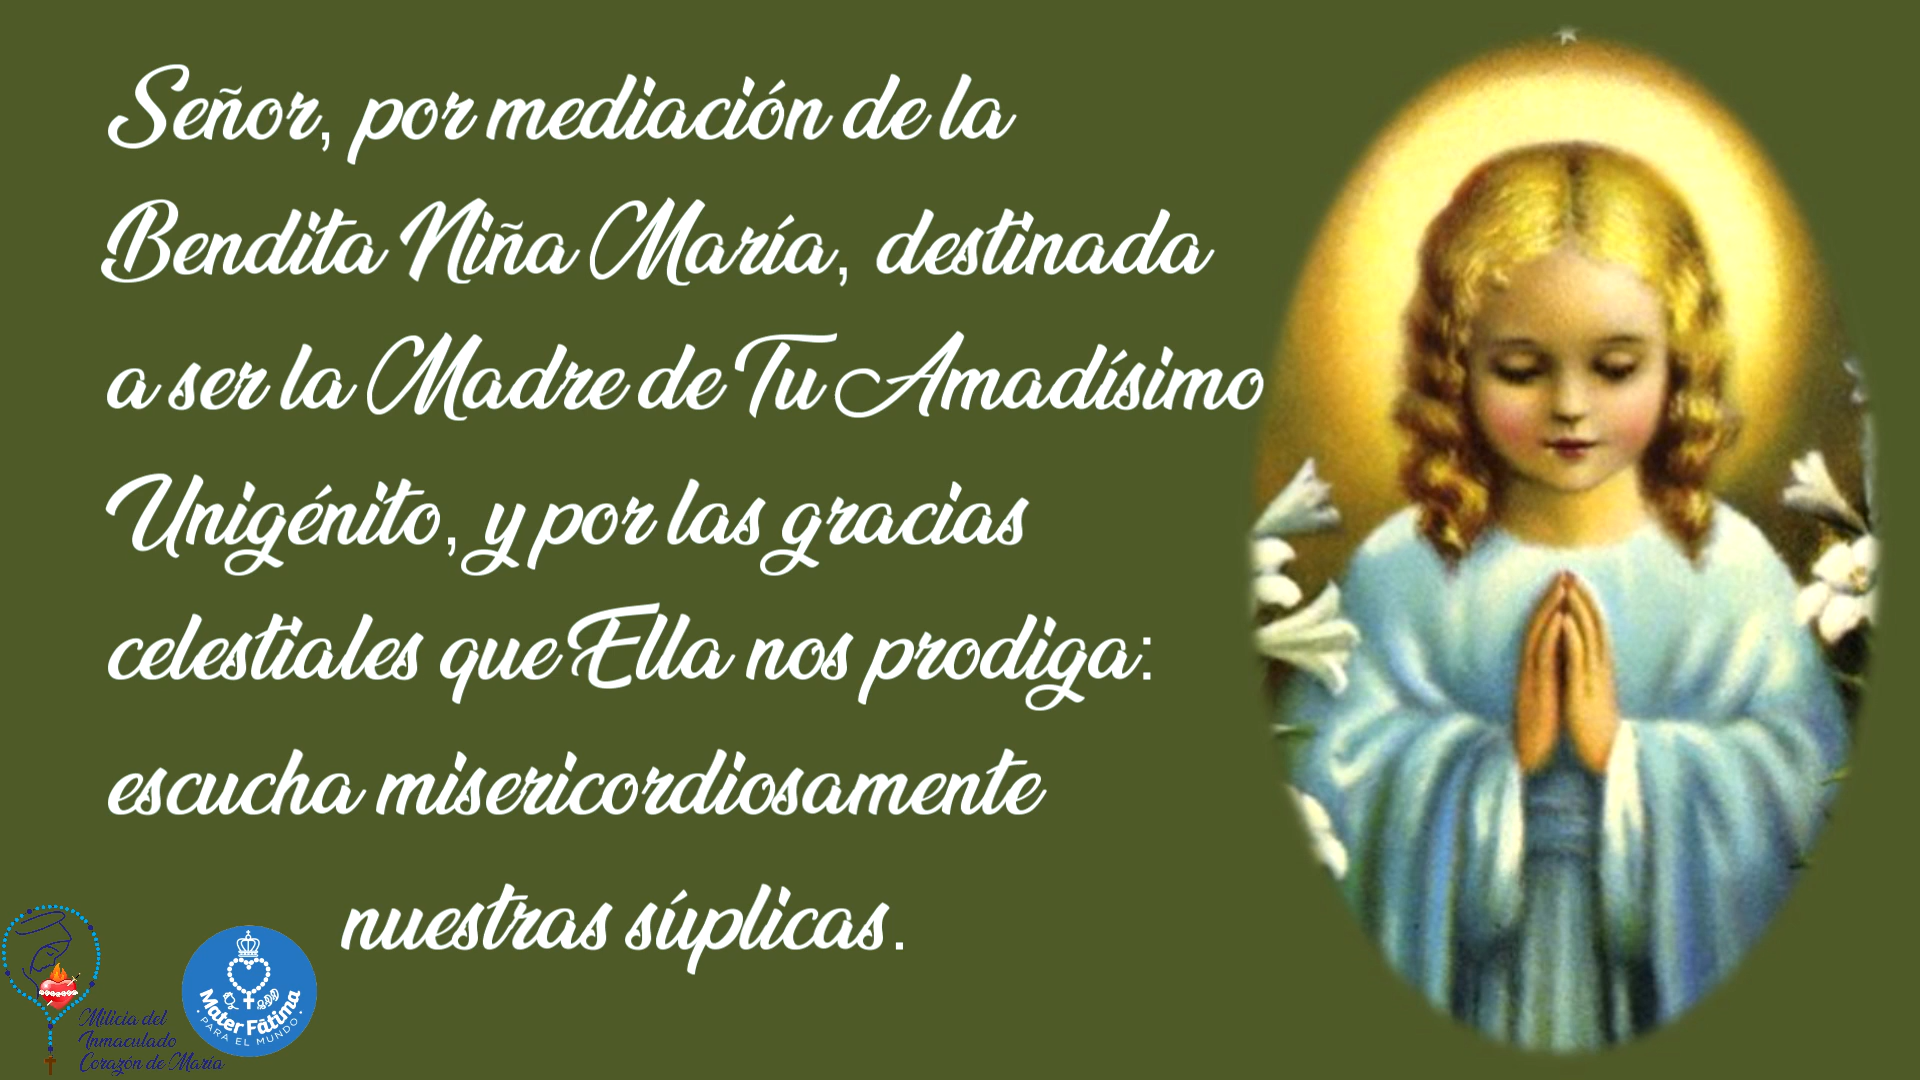 Señor, por mediación de la
Bendita Niña María, destinada
a ser la Madre de Tu Amadísimo
Unigénito, y por las gracias
celestiales que Ella nos prodiga:
escucha misericordiosamente
nuestras súplicas.
Milicia del
Inmaculado
Corazón de María
Mater Fátima
· PARA EL MUNDO ·